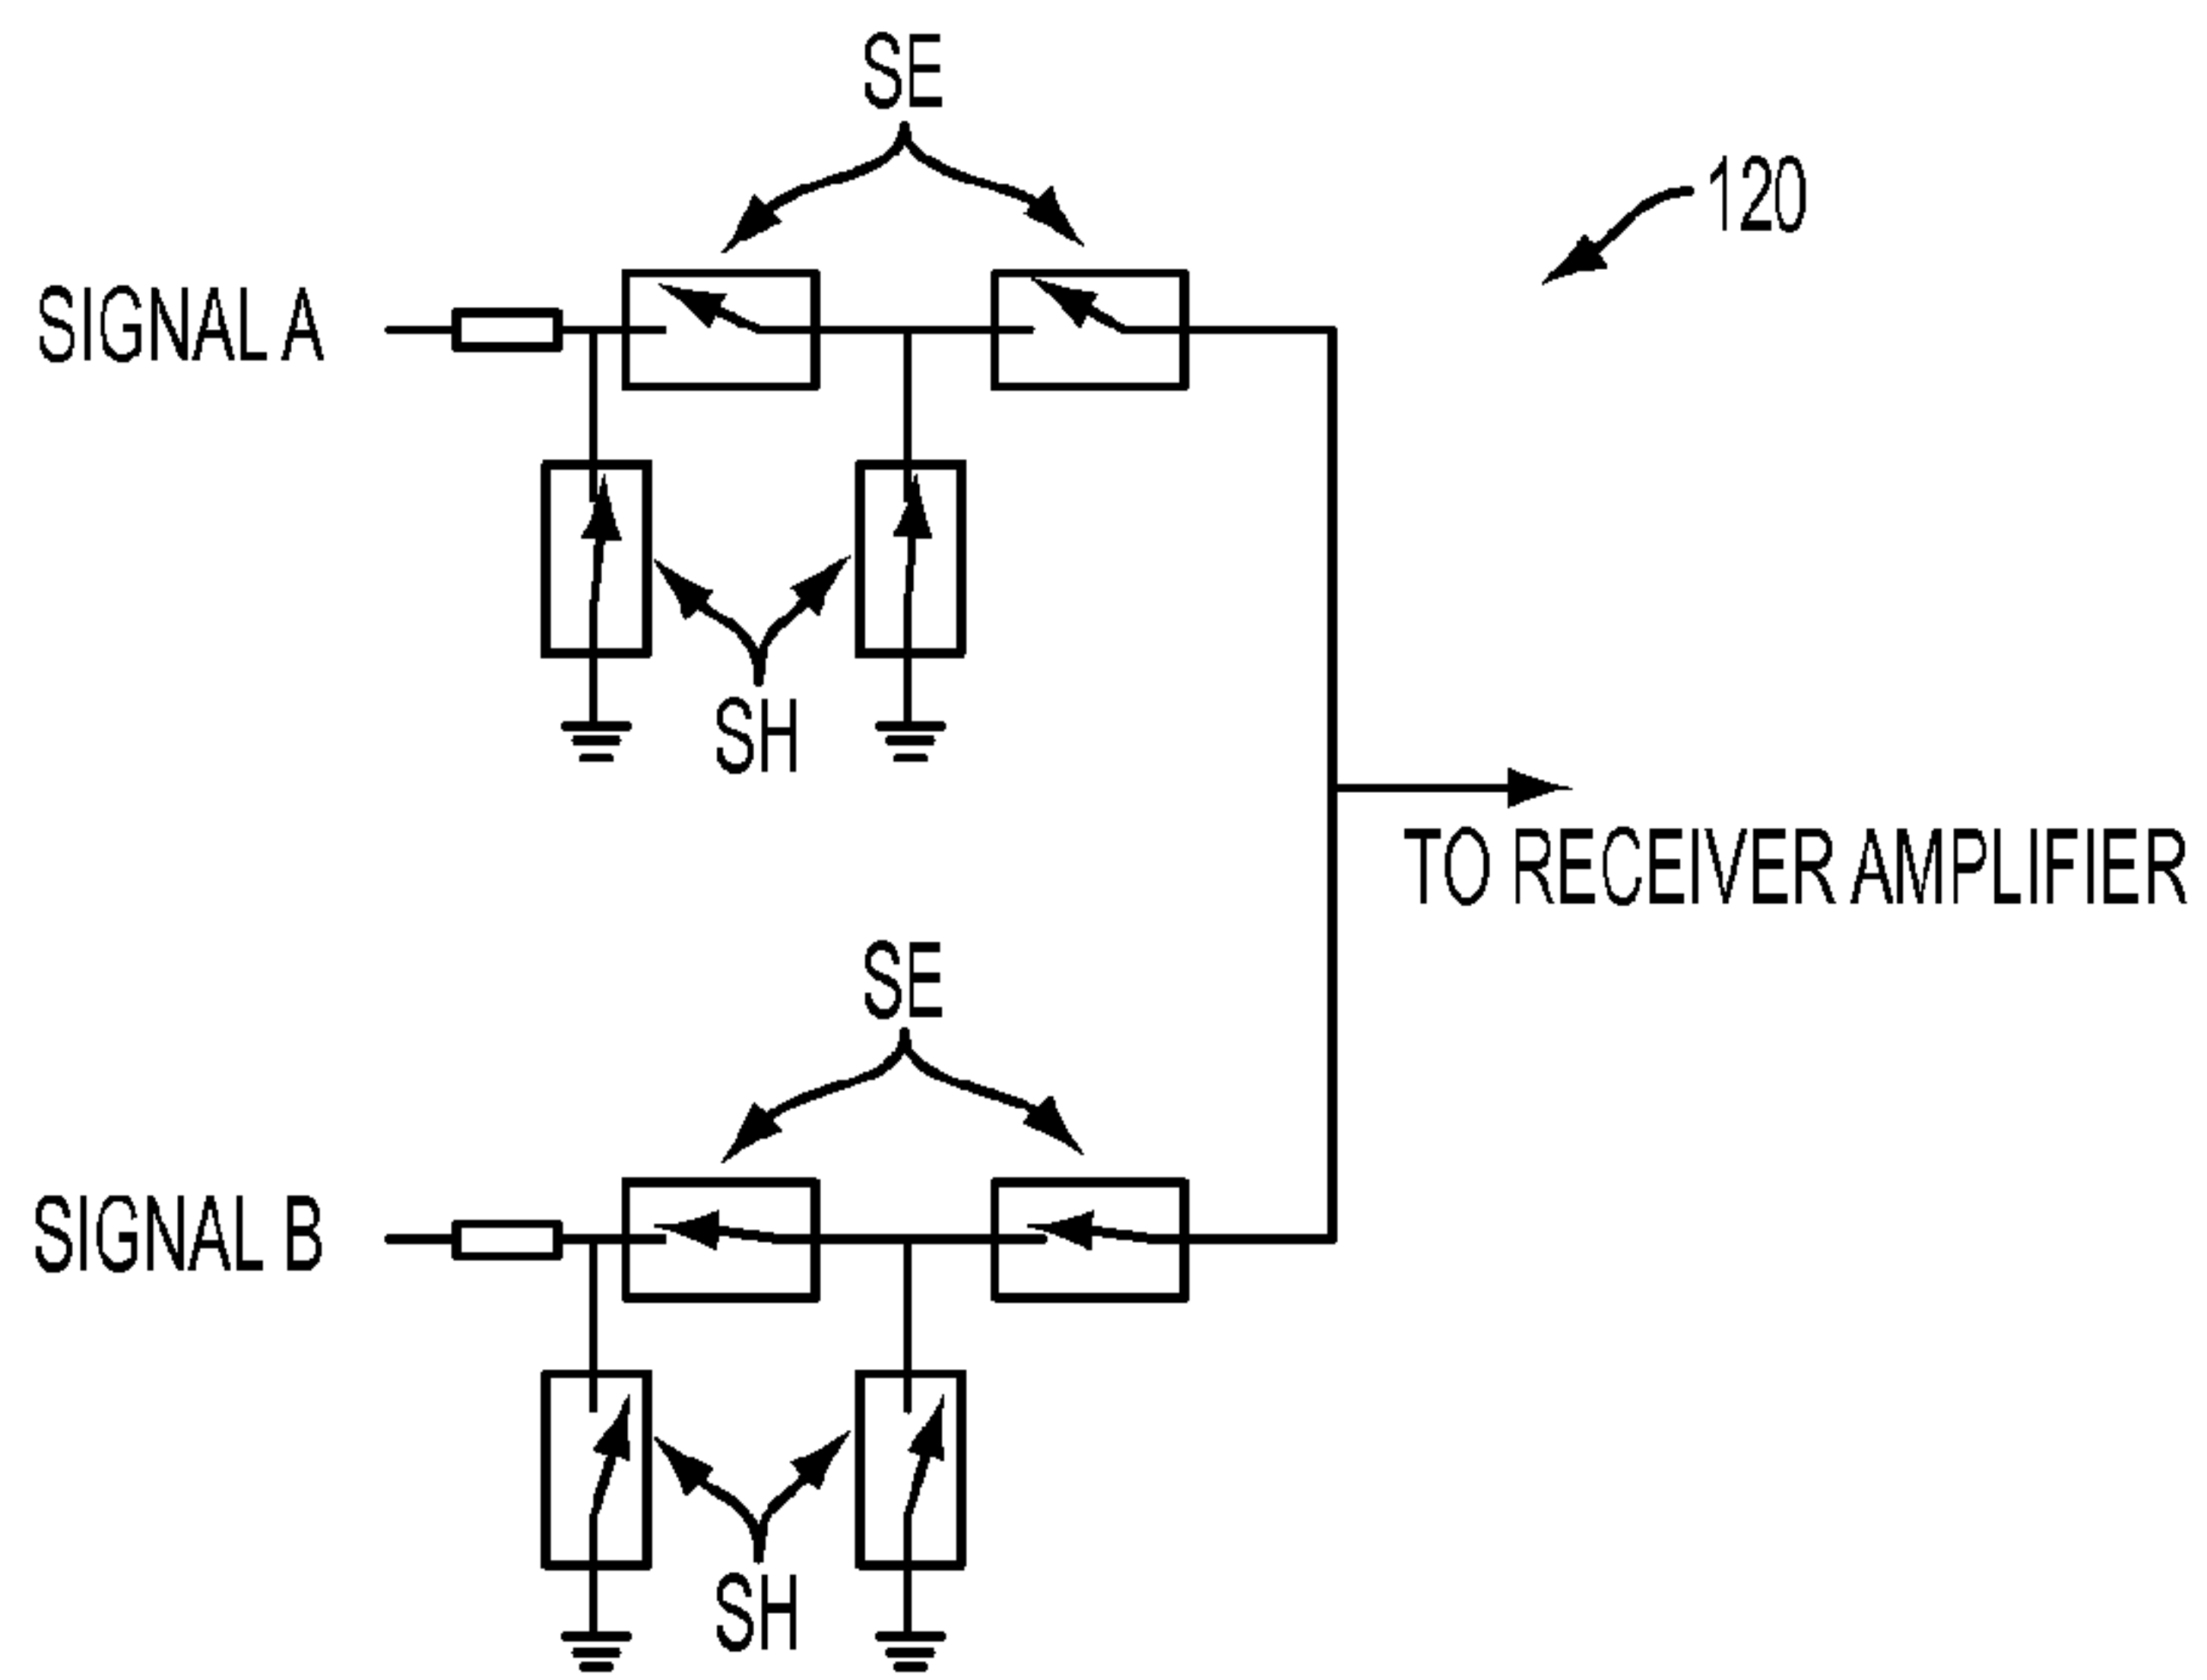 SE
120
SIGNAL A
SH
TO RECEIVER AMPLIFIER
SE
SIGNAL B
SH